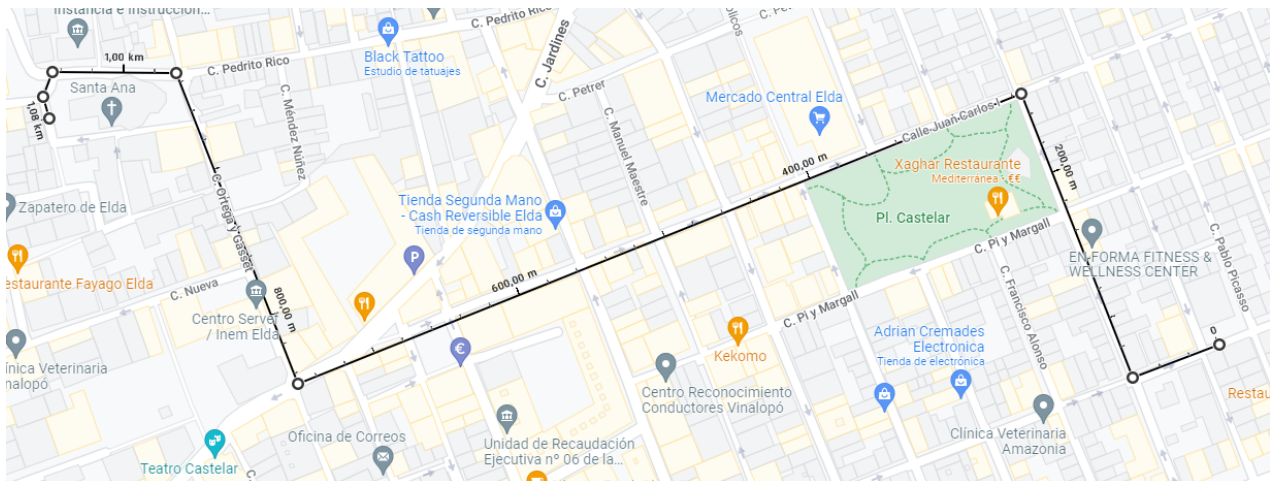 Instancia e Instrucción...
C. Pedrito Rico
1,00 km
C. Pedrito Rico
Black Tattoo
Estudio de tatuajes
C. Jardines
Santa Ana
1,08 km
C. Petrer
Mercado Central Elda
Calle Juan Carlos I
C. Méndez Núñez
C. Manuel Maestre
400,00 m
200,00 m
Xaghar Restaurante
Mediterránea · €€
C. Ortega y Gasset
Zapatero de Elda
Tienda Segunda Mano
- Cash Reversible Elda
Tienda de segunda mano
Pl. Castelar
C. Pi y Margall
EN-FORMA FITNESS &
WELLNESS CENTER
C. Pablo Picasso
P
Restaurante Fayago Elda
C. Nueva
600,00 m
800,00 m
C. Francisco Alonso
Centro Servef
/ Inem Elda
C. Pi y Margall
Adrian Cremades
Electronica
Tienda de electrónica
0
€
Kekomo
Clínica Veterinaria
Vinalopó
Centro Reconocimiento
Conductores Vinalopó
Restau
Clínica Veterinaria
Amazonia
Oficina de Correos
Unidad de Recaudación
Ejecutiva nº 06 de la...
Teatro Castelar
C.